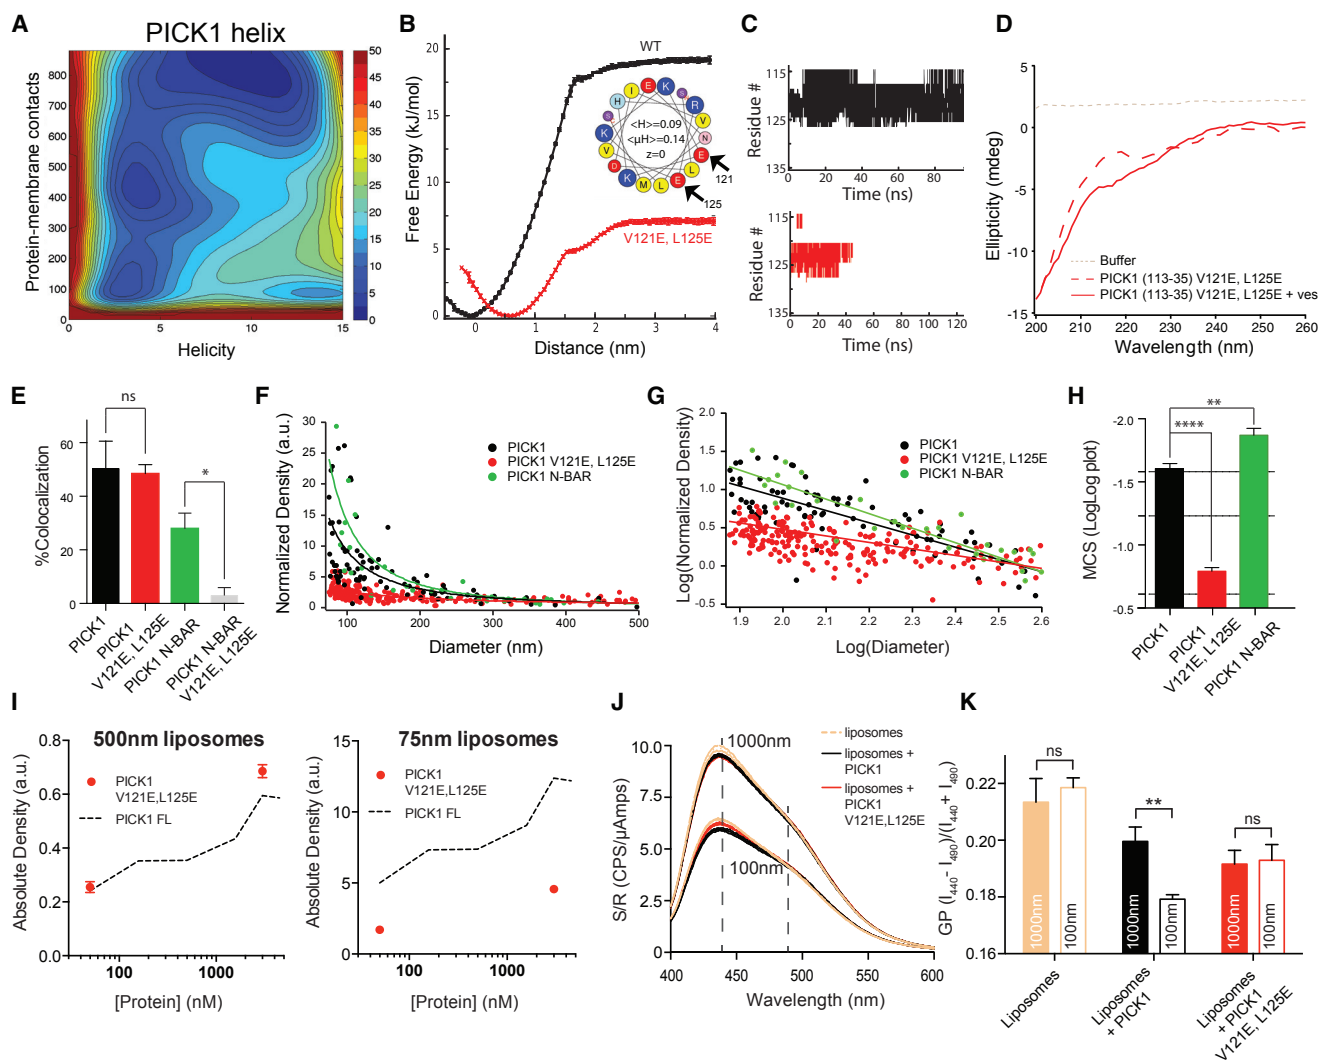 A
PICK1 helix
Protein-membrane contacts
800
700
600
500
400
300
200
100
0
0 5 10 15
Helicity
50
45
40
35
30
25
20
15
10
5
0
B
Free Energy (kJ/mol)
20
15
10
5
0
0 1 2 3 4
Distance (nm)
WT
V121E, L125E
<H>=0.09
<µH>=0.14
z=0
I E K S R V N E L E L M K D V K S H
121
125
C
Residue #
115
125
135
0 20 40 60 80
Time (ns)
Residue #
115
125
135
0 20 40 60 80 100 120
Time (ns)
D
Ellipticity (mdeg)
5
0
-5
-10
-15
200 210 220 230 240 250 260
Wavelength (nm)
Buffer
PICK1 (113-35) V121E, L125E
PICK1 (113-35) V121E, L125E + ves
E
%Colocalization
60
40
20
0
ns
*
PICK1
PICK1
V121E, L125E
PICK1 N-BAR
PICK1 N-BAR
V121E, L125E
F
Normalized Density (a.u.)
30
25
20
15
10
5
0
100 200 300 400 500
Diameter (nm)
PICK1
PICK1 V121E, L125E
PICK1 N-BAR
G
Log(Normalized Density)
2.0
1.5
1.0
0.5
0.0
-0.5
1.9 2.0 2.1 2.2 2.3 2.4 2.5 2.6
Log(Diameter)
PICK1
PICK1 V121E, L125E
PICK1 N-BAR
H
MCS (LogLog plot)
-2.0
-1.5
-1.0
-0.5
**
****
PICK1
PICK1
V121E, L125E
PICK1 N-BAR
I
500nm liposomes
Absolute Density (a.u.)
0.8
0.6
0.4
0.2
0
100 1000
[Protein] (nM)
PICK1
V121E,L125E
PICK1 FL
75nm liposomes
Absolute Density (a.u.)
15
10
5
0
100 1000
[Protein] (nM)
PICK1
V121E,L125E
PICK1 FL
J
S/R (CPS/µAmps)
10.0
7.5
5.0
2.5
0
400 450 500 550 600
Wavelength (nm)
1000nm
100nm
liposomes
liposomes +
PICK1
liposomes +
PICK1
V121E,L125E
K
GP (I440- I490)/(I440+ I490)
0.22
0.20
0.18
0.16
ns
**
ns
1000nm
100nm
1000nm
100nm
1000nm
100nm
Liposomes
Liposomes
+ PICK1
Liposomes
+ PICK1
V121E, L125E